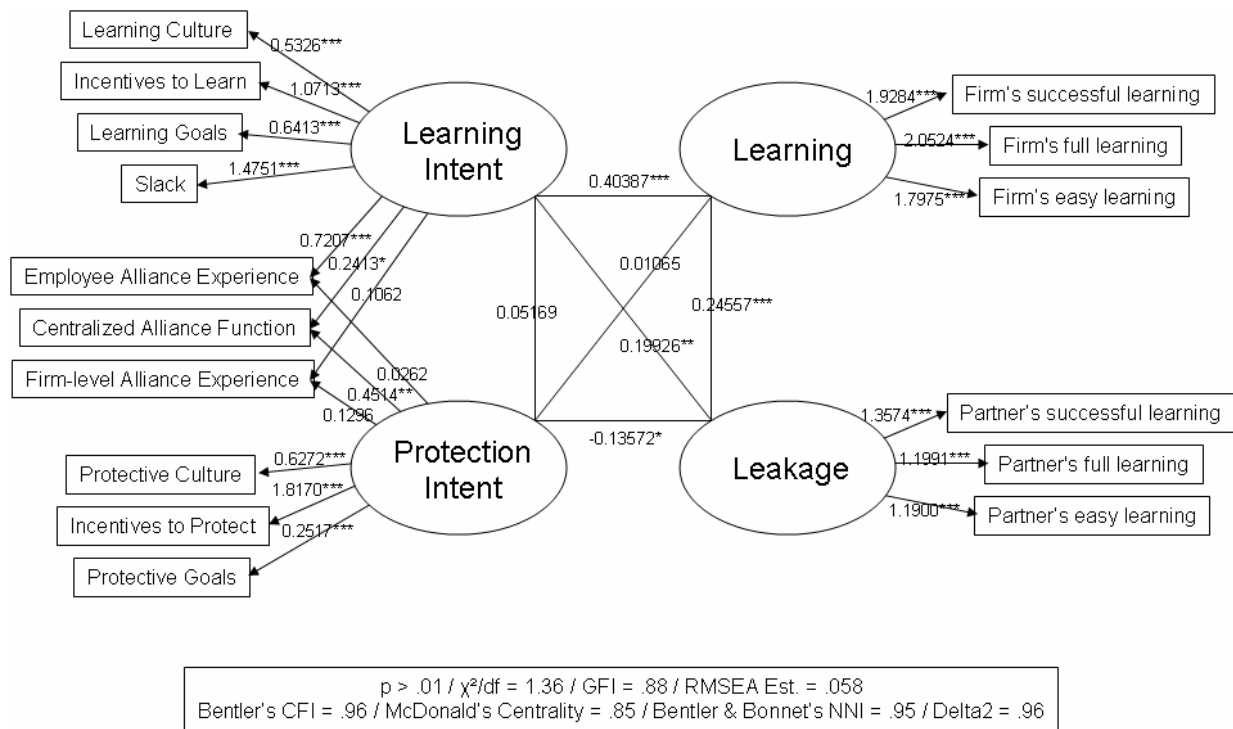 Learning Culture
0.5326***
Incentives to Learn
1.0713***
Learning Goals
0.6413***
Slack
1.4751***
Learning
Intent
Learning
1.9284***
Firm's successful learning
2.0524***
Firm's full learning
1.7975***
Firm's easy learning
0.40387***
0.7207***
Employee Alliance Experience
0.2413*
0.1062
Centralized Alliance Function
Firm-level Alliance Experience
0.01065
0.05169
0.24557***
0.19926**
0.0262
0.4514**
0.1296
-0.13572*
Protection
Intent
Leakage
Protective Culture
0.6272***
Incentives to Protect
1.8170***
0.2517***
Protective Goals
1.3574***
Partner's successful learning
1.1991***
Partner's full learning
1.1900***
Partner's easy learning
p > .01 / χ²/df = 1.36 / GFI = .88 / RMSEA Est. = .058
Bentler's CFI = .96 / McDonald's Centrality = .85 / Bentler & Bonnet's NNI = .95 / Delta2 = .96